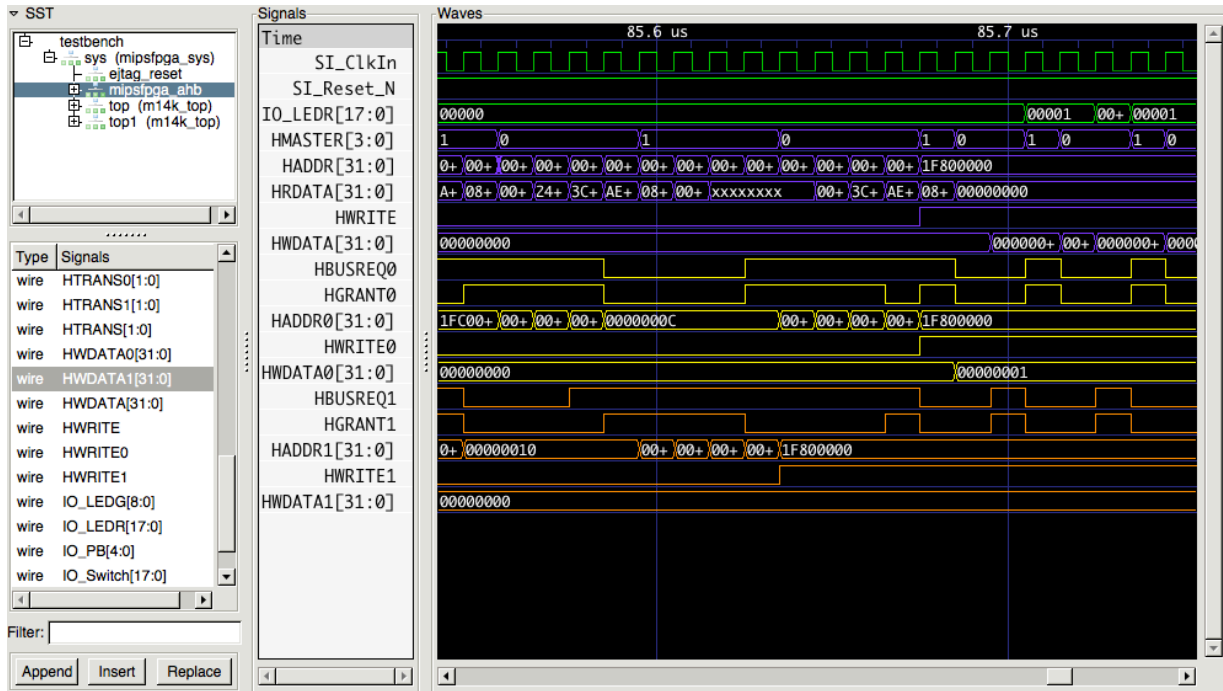 SST
testbench
sys (mipsfpga_sys)
ejtag_reset
mipsfpga_ahb
top (m14k_top)
top1 (m14k_top)
Type Signals
wire HTRANS0[1:0]
wire HTRANS1[1:0]
wire HTRANS[1:0]
wire HWDATA0[31:0]
wire HWDATA1[31:0]
wire HWDATA[31:0]
wire HWRITE
wire HWRITE0
wire HWRITE1
wire IO_LEDG[8:0]
wire IO_LEDR[17:0]
wire IO_PB[4:0]
wire IO_Switch[17:0]
Filter:
Append Insert Replace
Signals
Time
SI_ClkIn
SI_Reset_N
IO_LEDR[17:0]
HMASTER[3:0]
HADDR[31:0]
HRDATA[31:0]
HWRITE
HWDATA[31:0]
HBUSREQ0
HGRANT0
HADDR0[31:0]
HWRITE0
HWDATA0[31:0]
HBUSREQ1
HGRANT1
HADDR1[31:0]
HWRITE1
HWDATA1[31:0]
Waves
85.6 us 85.7 us
00000 00001 00+ 00001
1 0 1 0 1 0 1 0 1 0
0+ 00+ 00+ 00+ 00+ 00+ 00+ 00+ 00+ 00+ 00+ 00+ 00+ 00+ 1F800000
A+ 08+ 00+ 24+ 3C+ AE+ 08+ 00+ xxxxxxxx 00+ 3C+ AE+ 08+ 00000000
00000000 000000+ 00+ 000000+ 0000
1FC00+ 00+ 00+ 00+ 0000000C 00+ 00+ 00+ 00+ 1F800000
00000000 00000001
0+ 00000010 00+ 00+ 00+ 00+ 1F800000
00000000